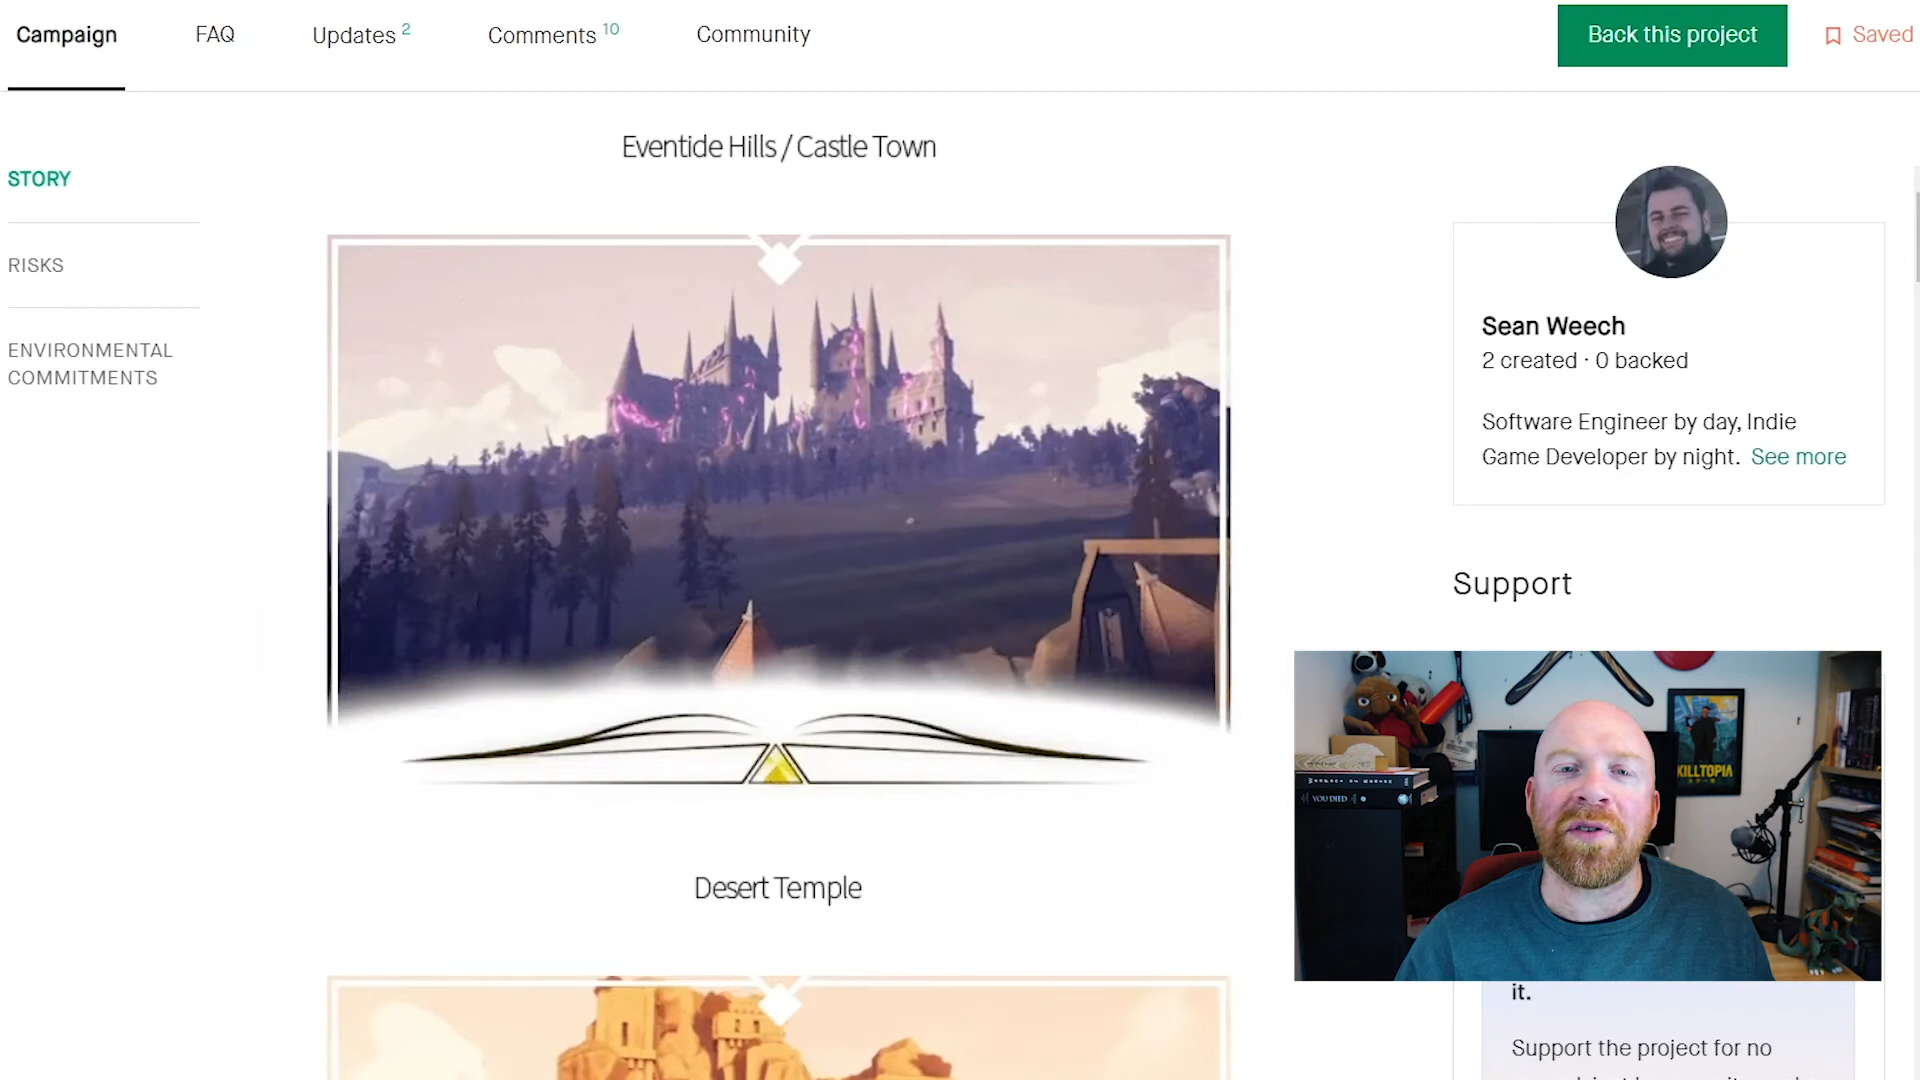 Campaign
FAQ
Updates 2
Comments 10
Community
Back this project
Saved
STORY
RISKS
ENVIRONMENTAL
COMMITMENTS
Eventide Hills / Castle Town
Desert Temple
Sean Weech
2 created · 0 backed
Software Engineer by day, Indie
Game Developer by night. See more
Support
KILLTOPIA
YOU DIED
it.
Support the project for no